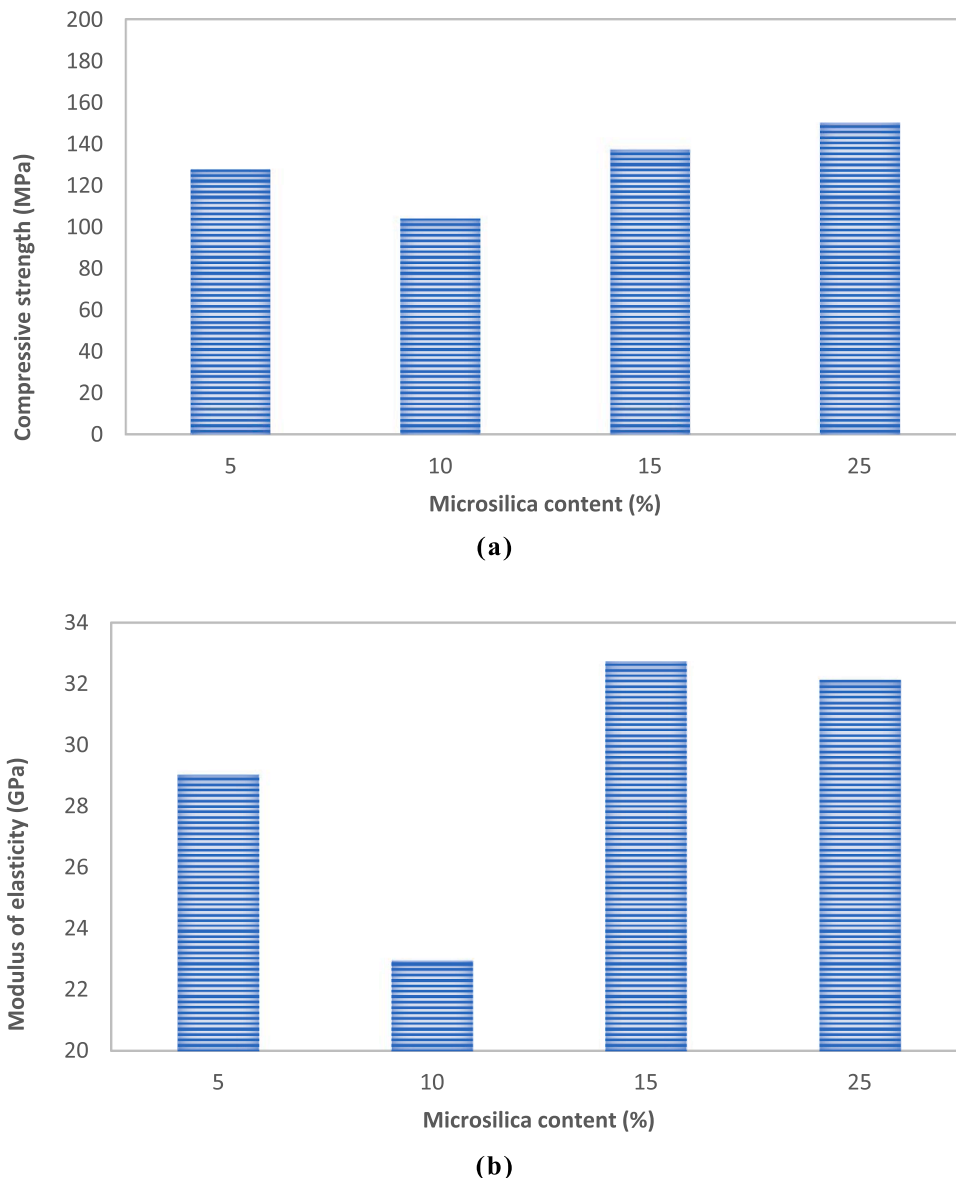 200
180
160
140
120
100
80
60
40
20
0
Compressive strength (MPa)
5 10 15 25
Microsilica content (%)
(a)
34
32
30
28
26
24
22
20
Modulus of elasticity (GPa)
5 10 15 25
Microsilica content (%)
(b)